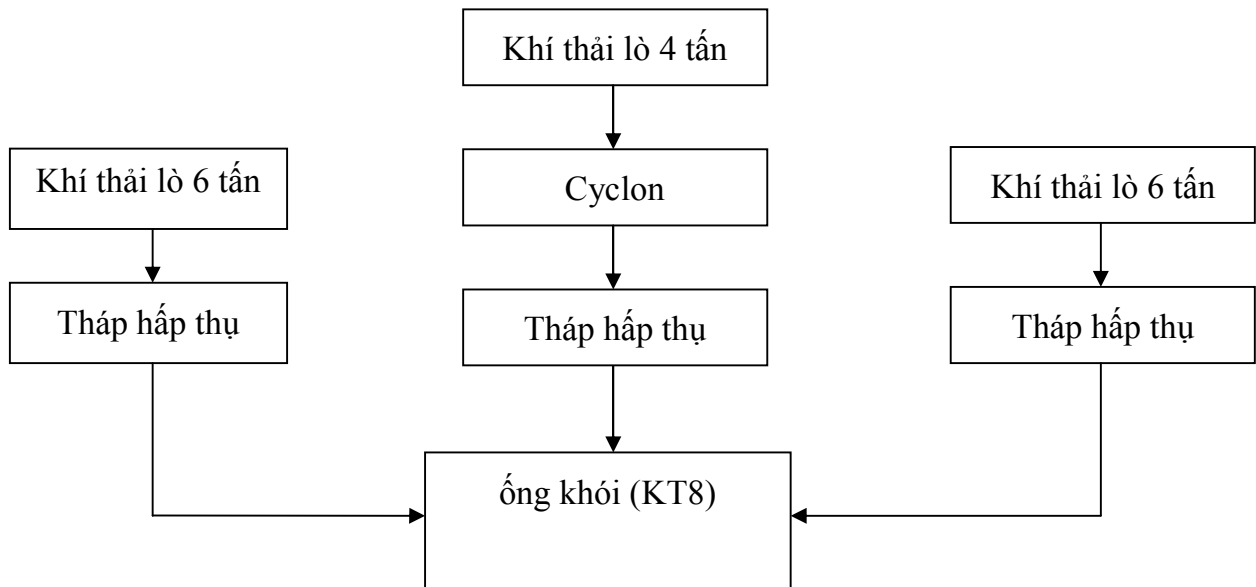 Khí thải lò 4 tấn
Khí thải lò 6 tấn
Cyclon
Khí thải lò 6 tấn
Tháp hấp thụ
Tháp hấp thụ
Tháp hấp thụ
ống khói (KT8)